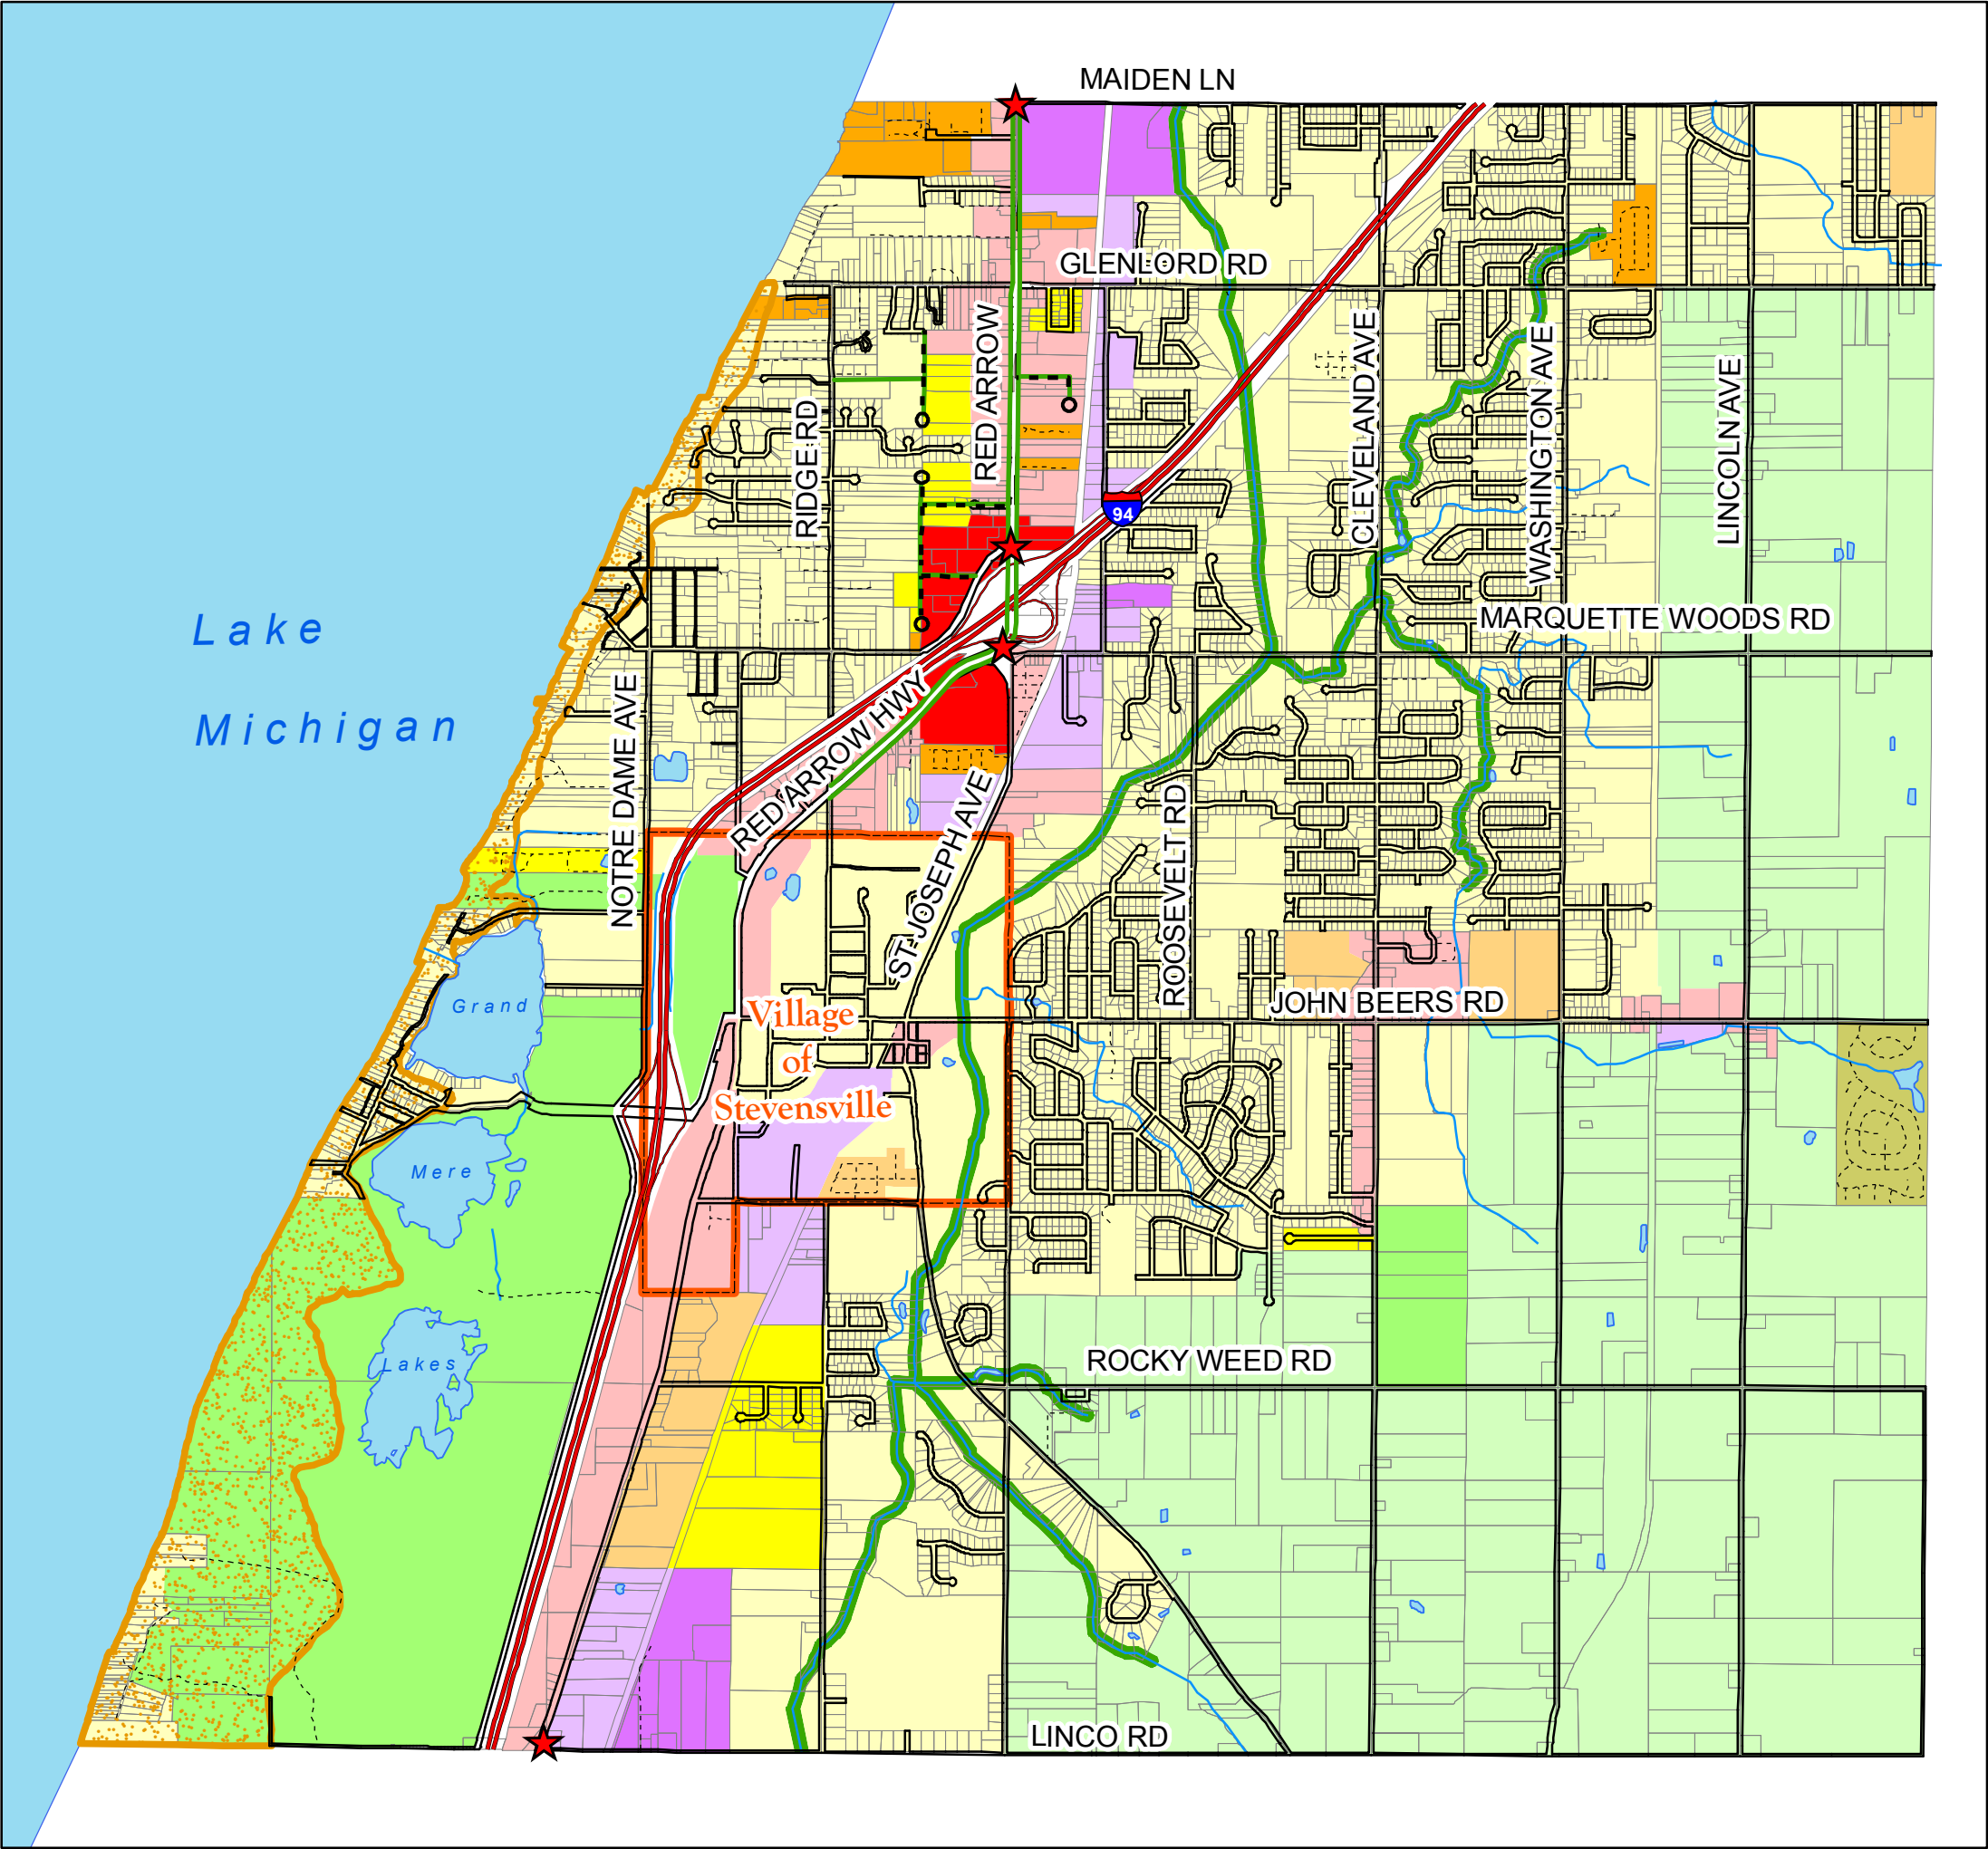 MAIDEN LN
GLENLORD RD
RED ARROW
RIDGE RD
CLEVELAND AVE
WASHINGTON AVE
LINCOLN AVE
94
Lake
Michigan
MARQUETTE WOODS RD
NOTRE DAME AVE
RED ARROW HWY
ST JOSEPH AVE
ROOSEVELT RD
Grand
Mere
Lakes
Village
of
Stevensville
JOHN BEERS RD
ROCKY WEED RD
LINCO RD